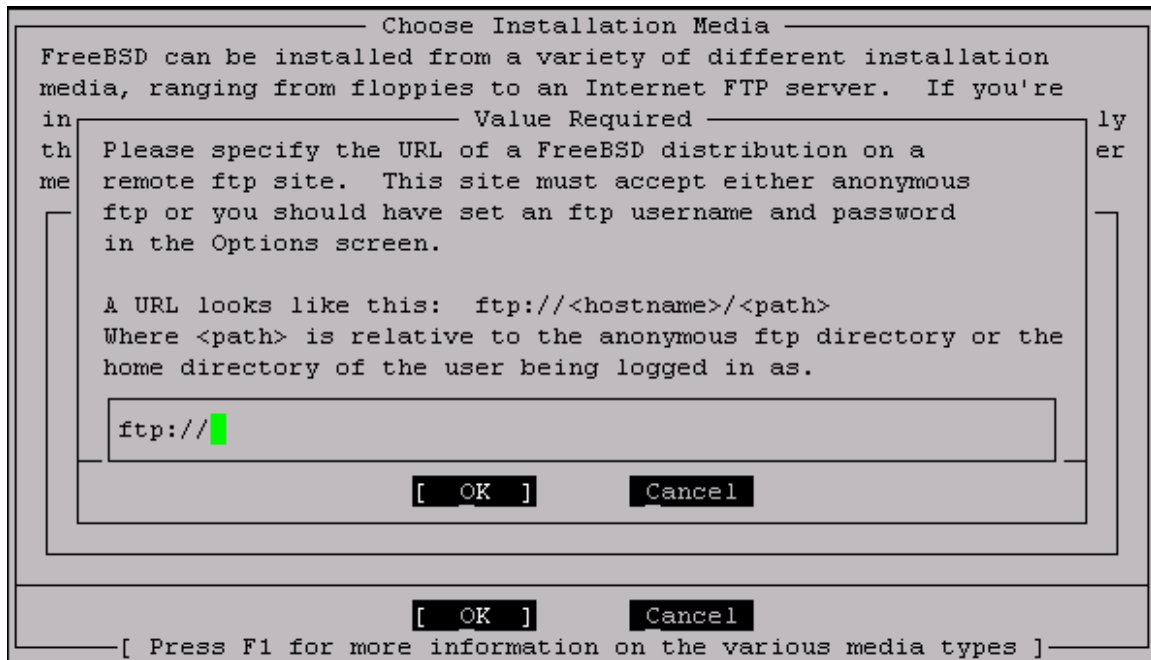 Choose Installation Media
FreeBSD can be installed from a variety of different installation
media, ranging from floppies to an Internet FTP server.  If you're
in
Value Required
ly
th
Please specify the URL of a FreeBSD distribution on a
er
me
remote ftp site.  This site must accept either anonymous
ftp or you should have set an ftp username and password
in the Options screen.
A URL looks like this:  ftp://<hostname>/<path>
Where <path> is relative to the anonymous ftp directory or the
home directory of the user being logged in as.
ftp://
[ OK ] Cancel
[ OK ] Cancel
[ Press F1 for more information on the various media types ]